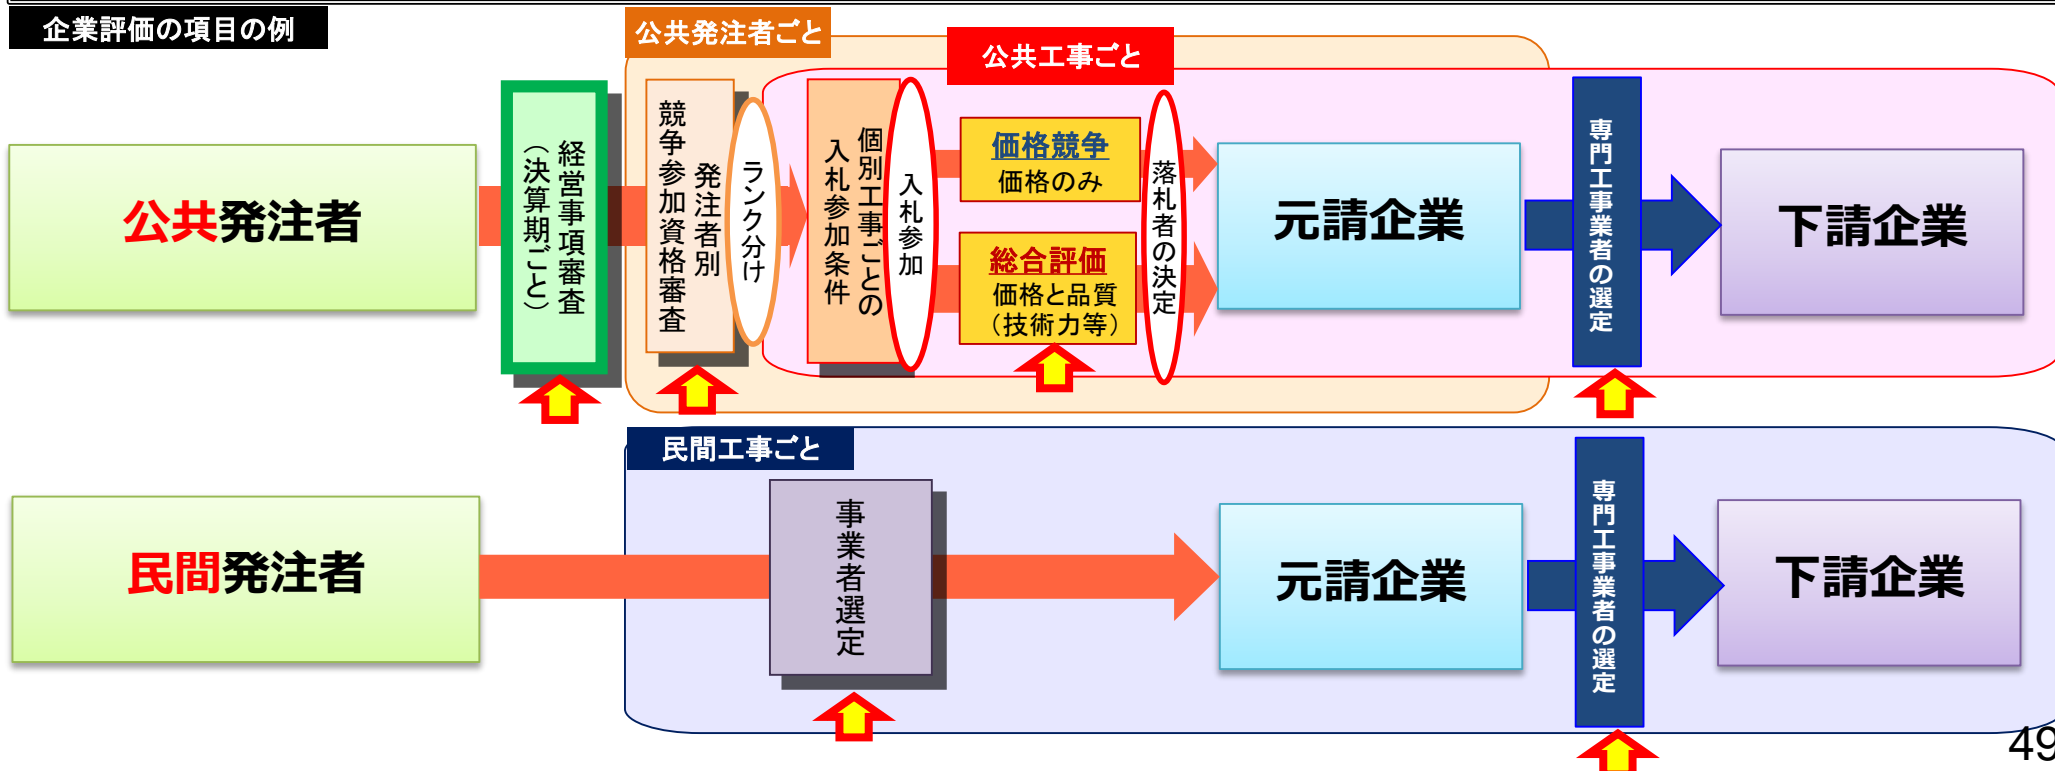 企業評価の項目の例
公共発注者ごと
公共工事ごと
公共発注者
経営事項審査
（決算期ごと）
発注者別
競争参加資格審査
ランク分け
個別工事ごとの
入札参加条件
入札参加
価格競争
価格のみ
総合評価
価格と品質
（技術力等）
落札者の決定
元請企業
専門工事業者の選定
下請企業
民間工事ごと
民間発注者
事業者選定
元請企業
専門工事業者の選定
下請企業
49